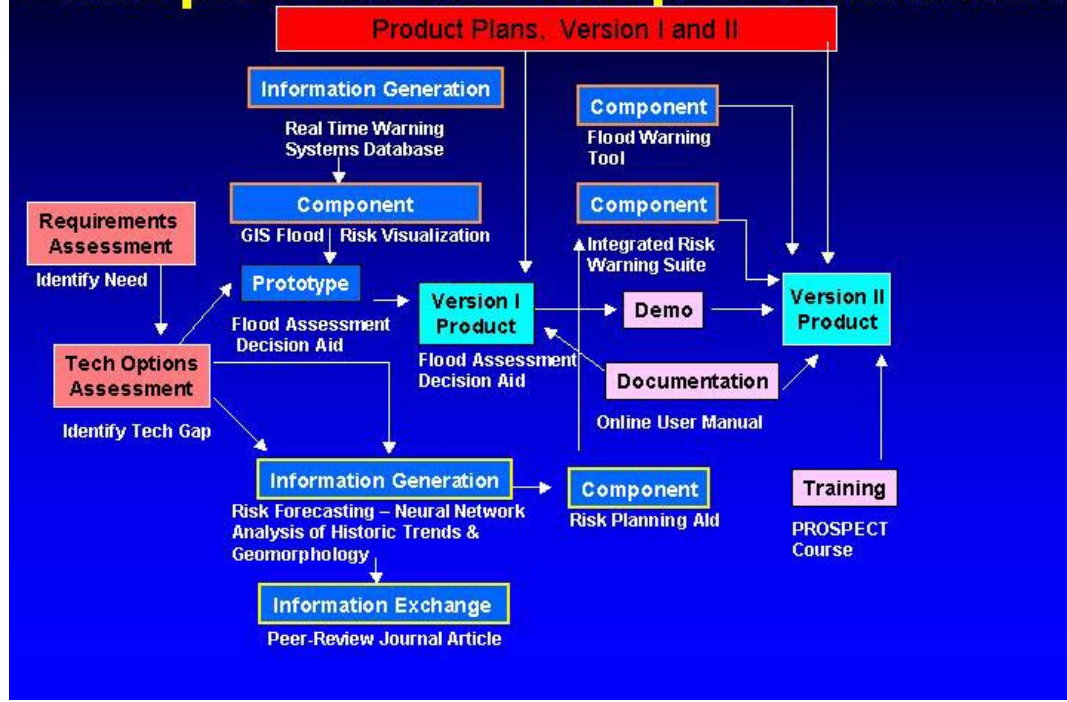 Product Plans, Version I and II
Information Generation
Real Time Warning
Systems Database
Component
GIS Flood Risk Visualization
Component
Flood Warning
Tool
Component
Integrated Risk
Warning Suite
Requirements
Assessment
Identify Need
Prototype
Flood Assessment
Decision Aid
Version I
Product
Flood Assessment
Decision Aid
Demo
Version II
Product
Tech Options
Assessment
Identify Tech Gap
Documentation
Online User Manual
Information Generation
Risk Forecasting – Neural Network
Analysis of Historic Trends &
Geomorphology
Component
Risk Planning Aid
Training
PROSPECT
Course
Information Exchange
Peer-Review Journal Article